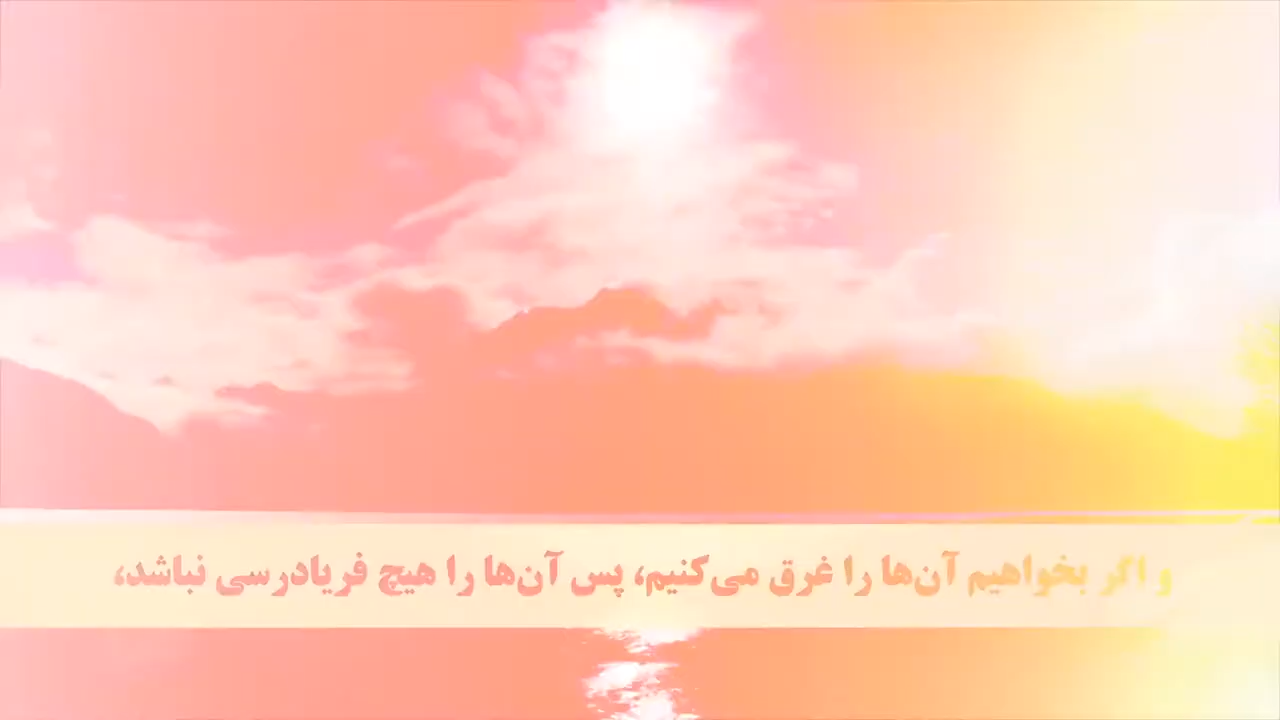 و اگر بخواهیم آن‌ها را غرق می‌کنیم، پس آن‌ها را هیچ فریادرسی نباشد،